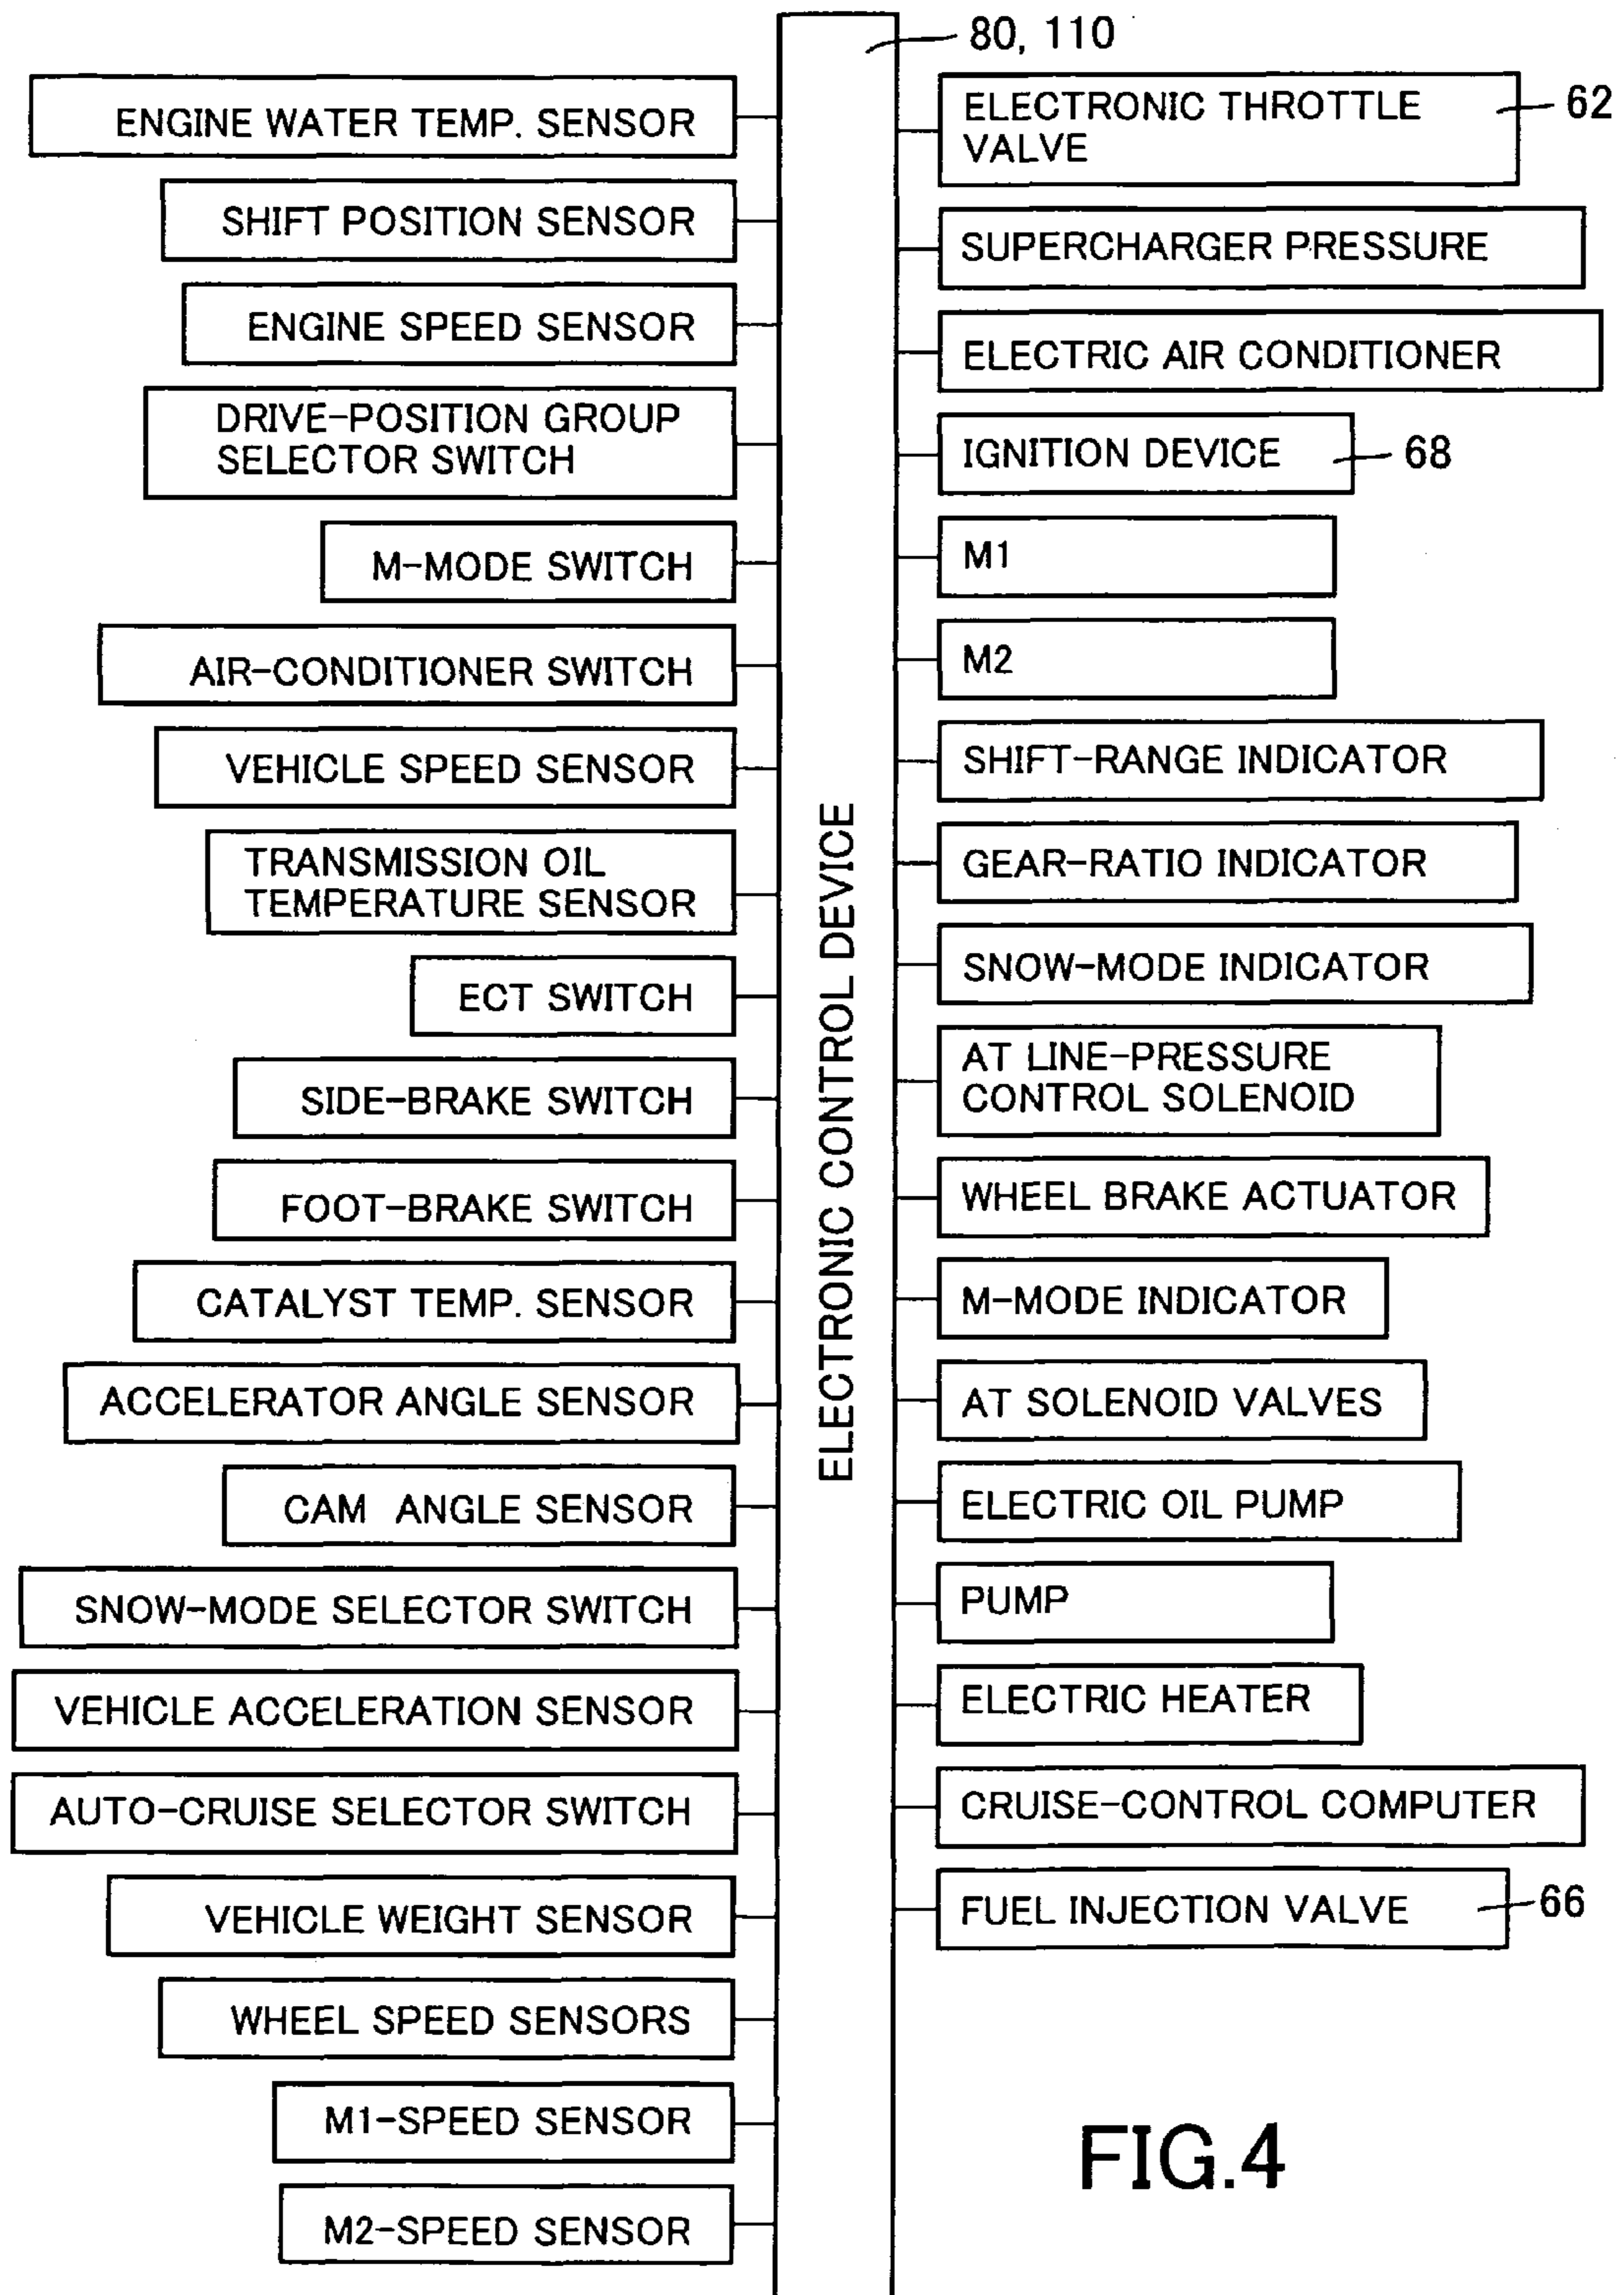 80, 110
ENGINE WATER TEMP. SENSOR
SHIFT POSITION SENSOR
ENGINE SPEED SENSOR
DRIVE-POSITION GROUP
SELECTOR SWITCH
M-MODE SWITCH
AIR-CONDITIONER SWITCH
VEHICLE SPEED SENSOR
TRANSMISSION OIL
TEMPERATURE SENSOR
ECT SWITCH
SIDE-BRAKE SWITCH
FOOT-BRAKE SWITCH
CATALYST TEMP. SENSOR
ACCELERATOR ANGLE SENSOR
CAM ANGLE SENSOR
SNOW-MODE SELECTOR SWITCH
VEHICLE ACCELERATION SENSOR
AUTO-CRUISE SELECTOR SWITCH
VEHICLE WEIGHT SENSOR
WHEEL SPEED SENSORS
M1-SPEED SENSOR
M2-SPEED SENSOR
ELECTRONIC CONTROL DEVICE
ELECTRONIC THROTTLE
VALVE
62
SUPERCHARGER PRESSURE
ELECTRIC AIR CONDITIONER
IGNITION DEVICE
68
M1
M2
SHIFT-RANGE INDICATOR
GEAR-RATIO INDICATOR
SNOW-MODE INDICATOR
AT LINE-PRESSURE
CONTROL SOLENOID
WHEEL BRAKE ACTUATOR
M-MODE INDICATOR
AT SOLENOID VALVES
ELECTRIC OIL PUMP
PUMP
ELECTRIC HEATER
CRUISE-CONTROL COMPUTER
FUEL INJECTION VALVE
66
FIG.4